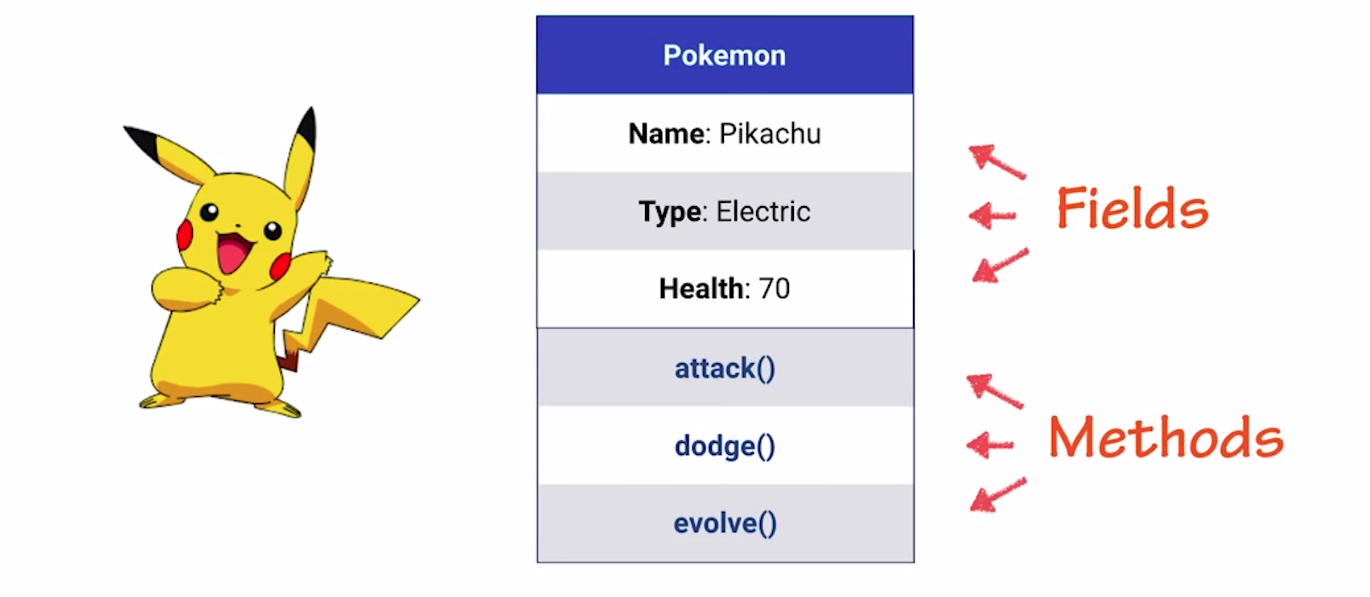 Pokemon
Name: Pikachu
Type: Electric
Health: 70
Fields
attack()
dodge()
evolve()
Methods